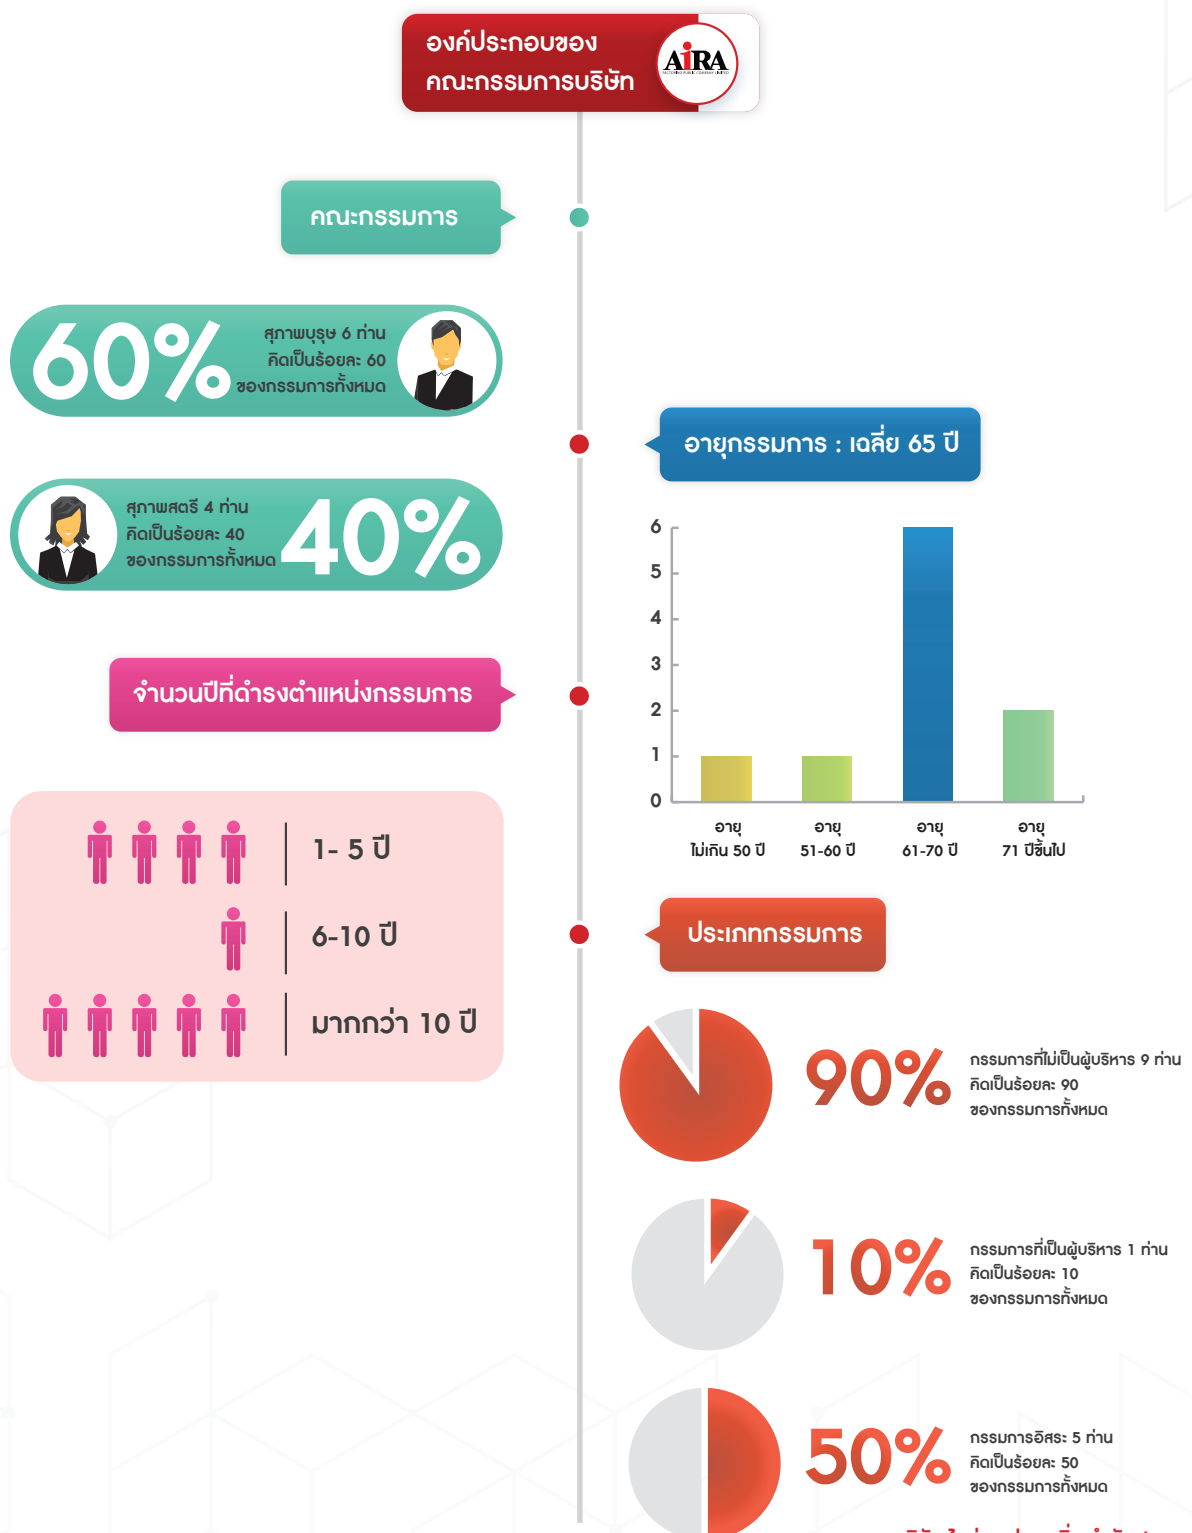 องค์ประกอบของ
คณะกรรมการบริษัท
AiRA
FACTORING PUBLIC COMPANY LIMITED
คณะกรรมการ
60%
สุภาพบุรุษ 6 ท่าน
คิดเป็นร้อยละ 60
ของกรรมการทั้งหมด
สุภาพสตรี 4 ท่าน
คิดเป็นร้อยละ 40
ของกรรมการทั้งหมด
40%
อายุกรรมการ : เฉลี่ย 65 ปี
6
5
4
3
2
1
0
อายุ
ไม่เกิน 50 ปี
อายุ
51-60 ปี
อายุ
61-70 ปี
อายุ
71 ปีขึ้นไป
จำนวนปีที่ดำรงตำแหน่งกรรมการ
1- 5 ปี
6-10 ปี
มากกว่า 10 ปี
ประเภทกรรมการ
90%
กรรมการที่ไม่เป็นผู้บริหาร 9 ท่าน
คิดเป็นร้อยละ 90
ของกรรมการทั้งหมด
10%
กรรมการที่เป็นผู้บริหาร 1 ท่าน
คิดเป็นร้อยละ 10
ของกรรมการทั้งหมด
50%
กรรมการอิสระ 5 ท่าน
คิดเป็นร้อยละ 50
ของกรรมการทั้งหมด